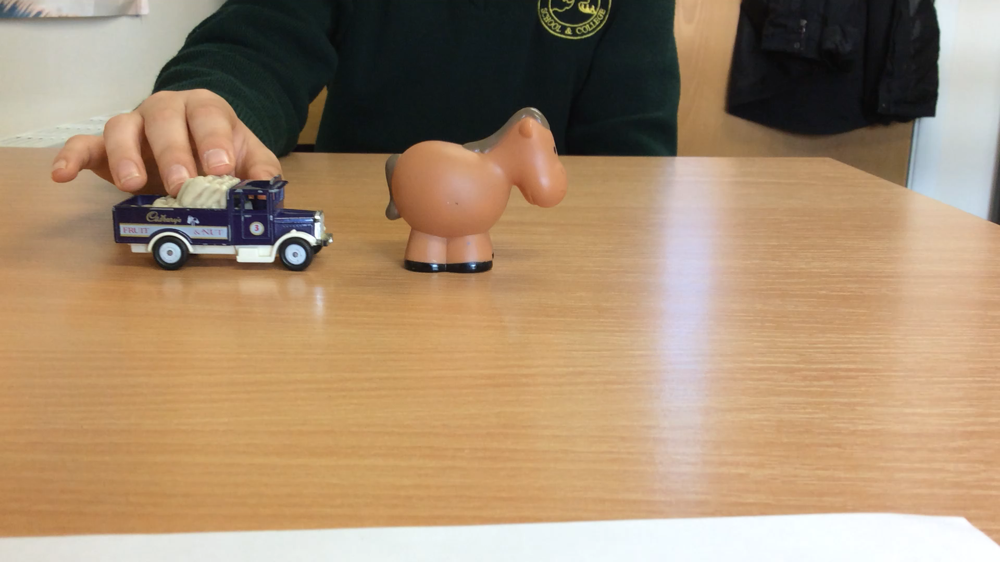 SCHOOL & COLLEGE
Cadbury's
FRUIT & NUT
3